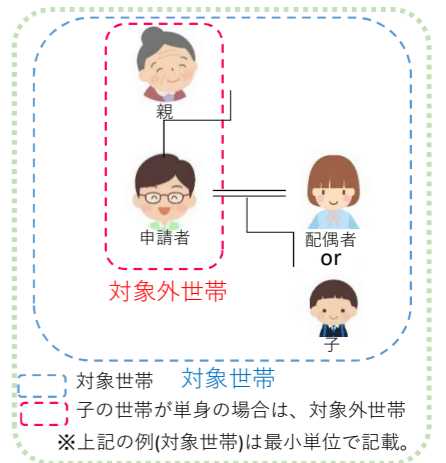 親
申請者
配偶者
or
対象外世帯
子
対象世帯 対象世帯
子の世帯が単身の場合は、対象外世帯
※上記の例(対象世帯)は最小単位で記載。